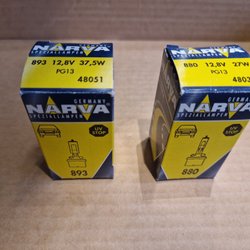 893 12,8V 37,5W
PG13
48051
NARVA
GERMANY
SPEZIALLAMPEN
UV
STOP
893
880 12,8V 27W
PG13
NARVA
GERMANY
SPEZIALLAMPEN
UV
STOP
880